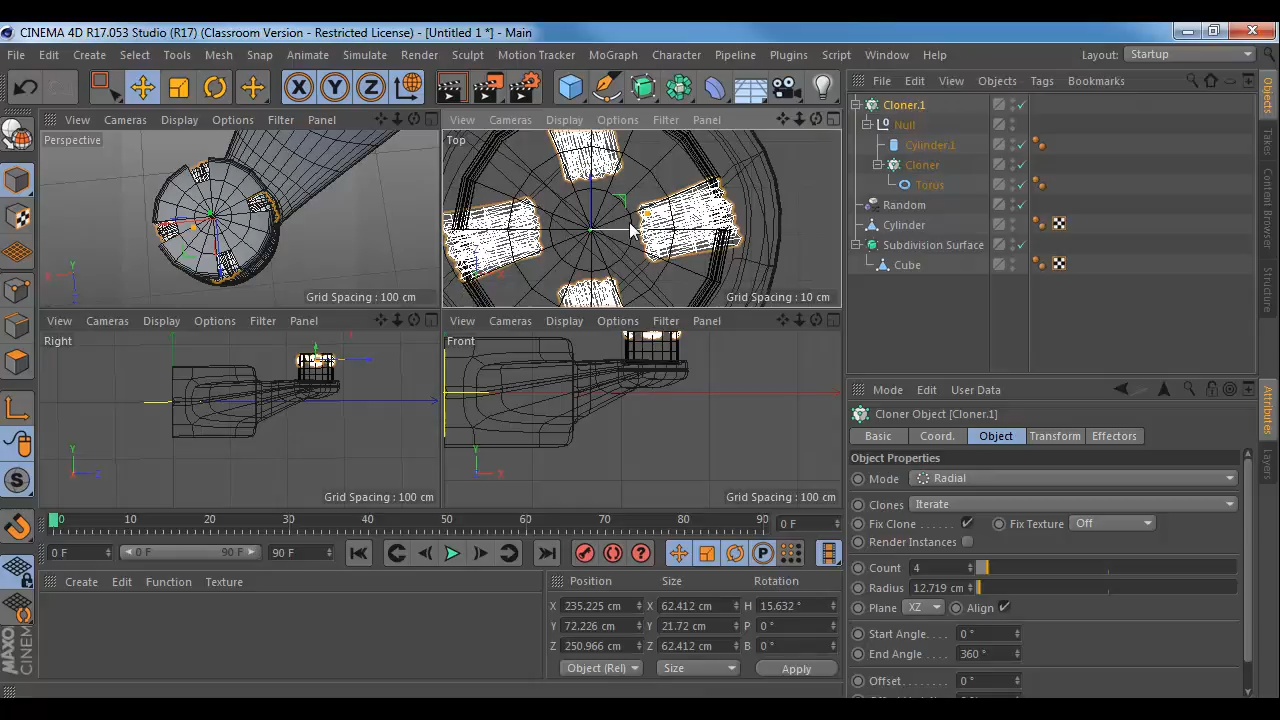 CINEMA 4D R17.053 Studio (R17) (Classroom Version - Restricted License) - [Untitled 1 *] - Main
File Edit Create Select Tools Mesh Snap Animate Simulate Render Sculpt Motion Tracker MoGraph Character Pipeline Plugins Script Window Help Layout: Startup
X Y Z
File Edit View Objects Tags Bookmarks
View Cameras Display Options Filter Panel
View Cameras Display Options Filter Panel
Perspective
Top
Grid Spacing : 100 cm
Grid Spacing : 10 cm
View Cameras Display Options Filter Panel
View Cameras Display Options Filter Panel
Right
Front
Grid Spacing : 100 cm
Grid Spacing : 100 cm
Cloner.1
Null
Cylinder.1
Cloner
Torus
Random
Cylinder
Subdivision Surface
Cube
Objects
Takes
Content Browser
Structure
0 10 20 30 40 50 60 70 80 90 0 F
0 F 0 F 90 F 90 F
Create Edit Function Texture
Position Size Rotation
X 235.225 cm X 62.412 cm H 15.632 °
Y 72.226 cm Y 21.72 cm P 0 °
Z 250.966 cm Z 62.412 cm B 0 °
Object (Rel) Size Apply
Mode Edit User Data
Cloner Object [Cloner.1]
Basic Coord. Object Transform Effectors
Object Properties
Mode Radial
Clones Iterate
Fix Clone . . . . . . Fix Texture Off
Render Instances
Count 4
Radius 12.719 cm
Plane XZ Align
Start Angle. . . . 0 °
End Angle . . . . 360 °
Offset. . . . . . . . 0 °
Attributes
Layers
MAXO
CINEM